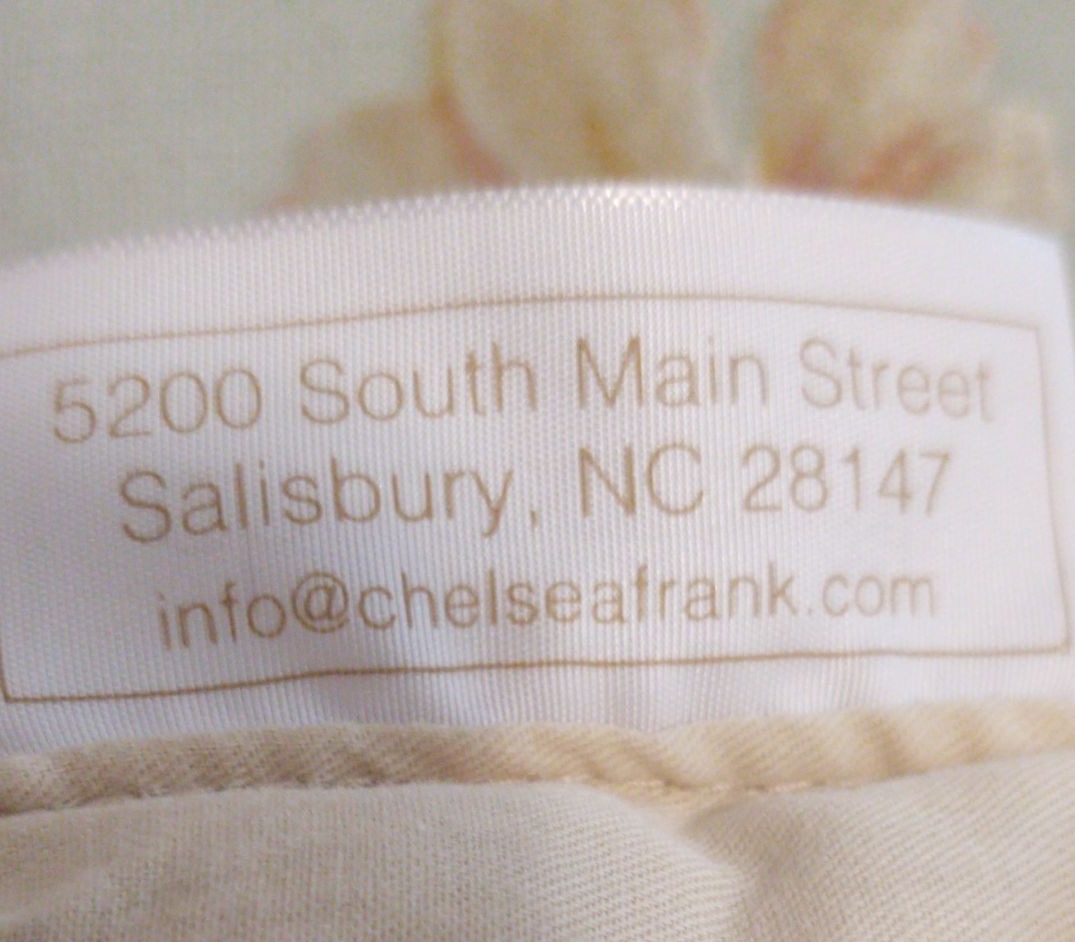 5200 South Main Street
Salisbury, NC 28147
info@chelseafrank.com